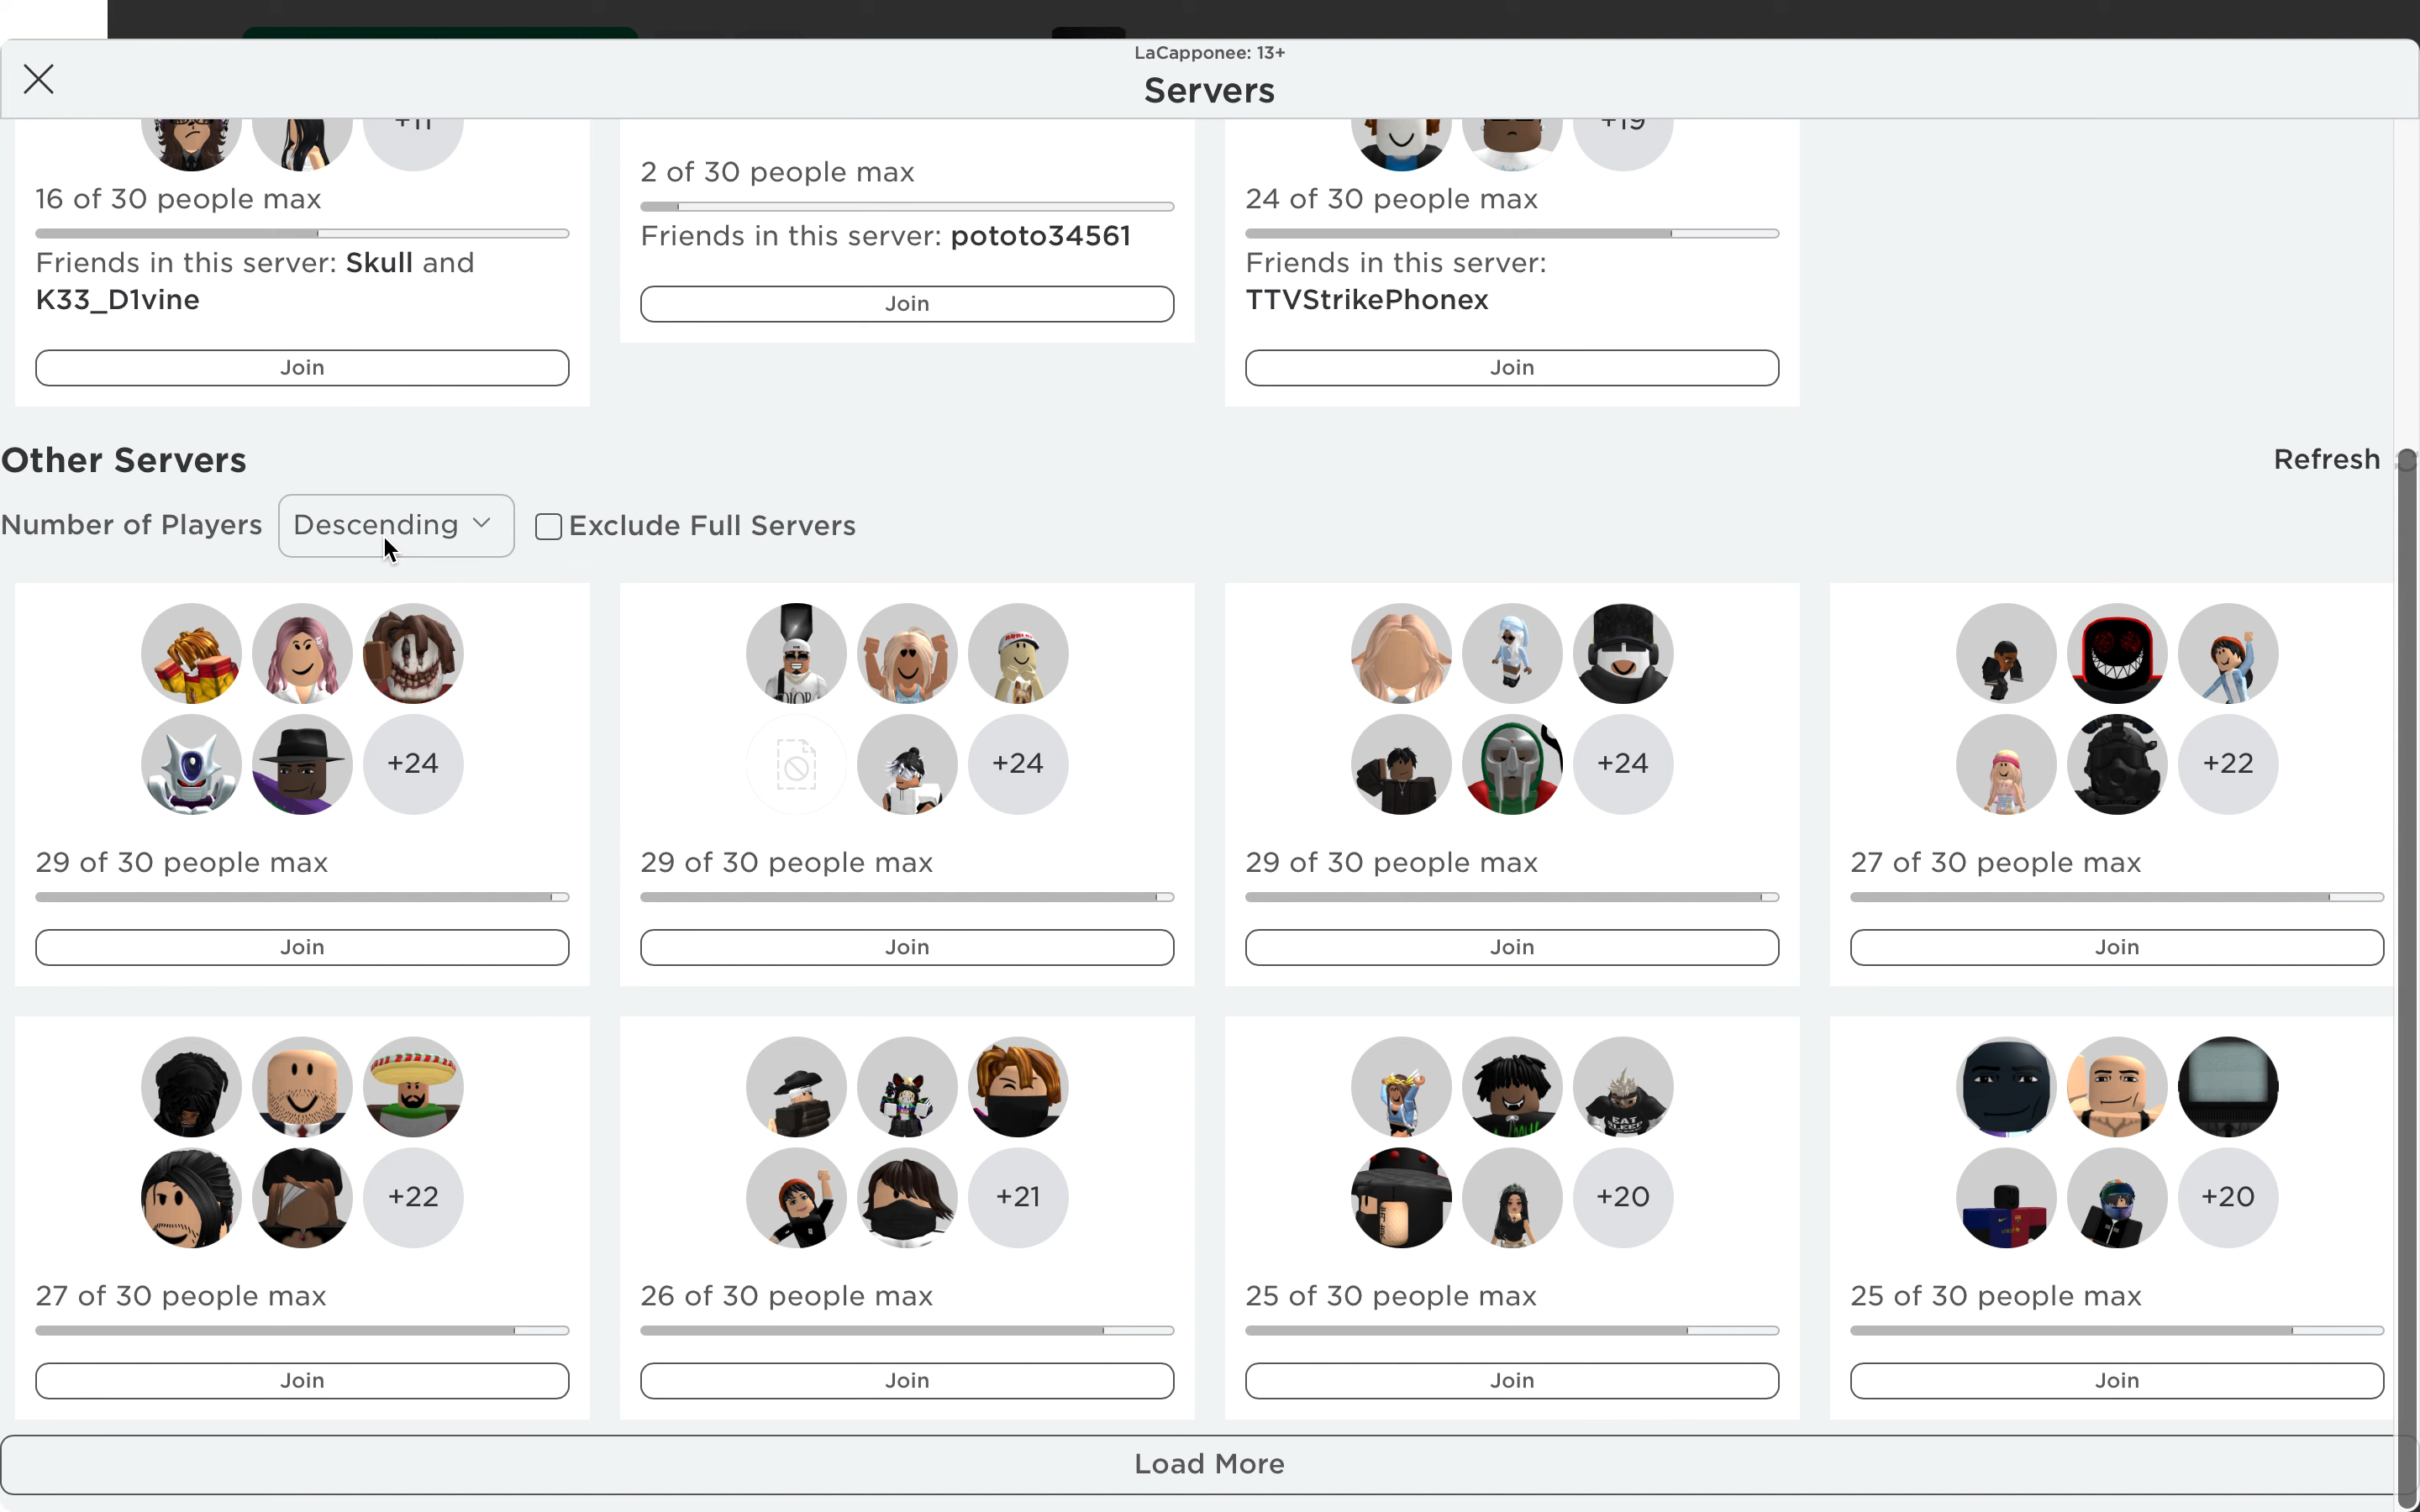 LaCapponee: 13+
Servers
+11
+19
16 of 30 people max
Friends in this server: Skull and
K33_D1vine
Join
2 of 30 people max
Friends in this server: pototo34561
Join
24 of 30 people max
Friends in this server:
TTVStrikePhonex
Join
Other Servers
Refresh
Number of Players
Descending
Exclude Full Servers
+24
29 of 30 people max
Join
DIOR
+24
29 of 30 people max
Join
+24
29 of 30 people max
Join
+22
27 of 30 people max
Join
+22
27 of 30 people max
Join
+21
26 of 30 people max
Join
EAT
SLEEP
+20
25 of 30 people max
Join
+20
25 of 30 people max
Join
Load More